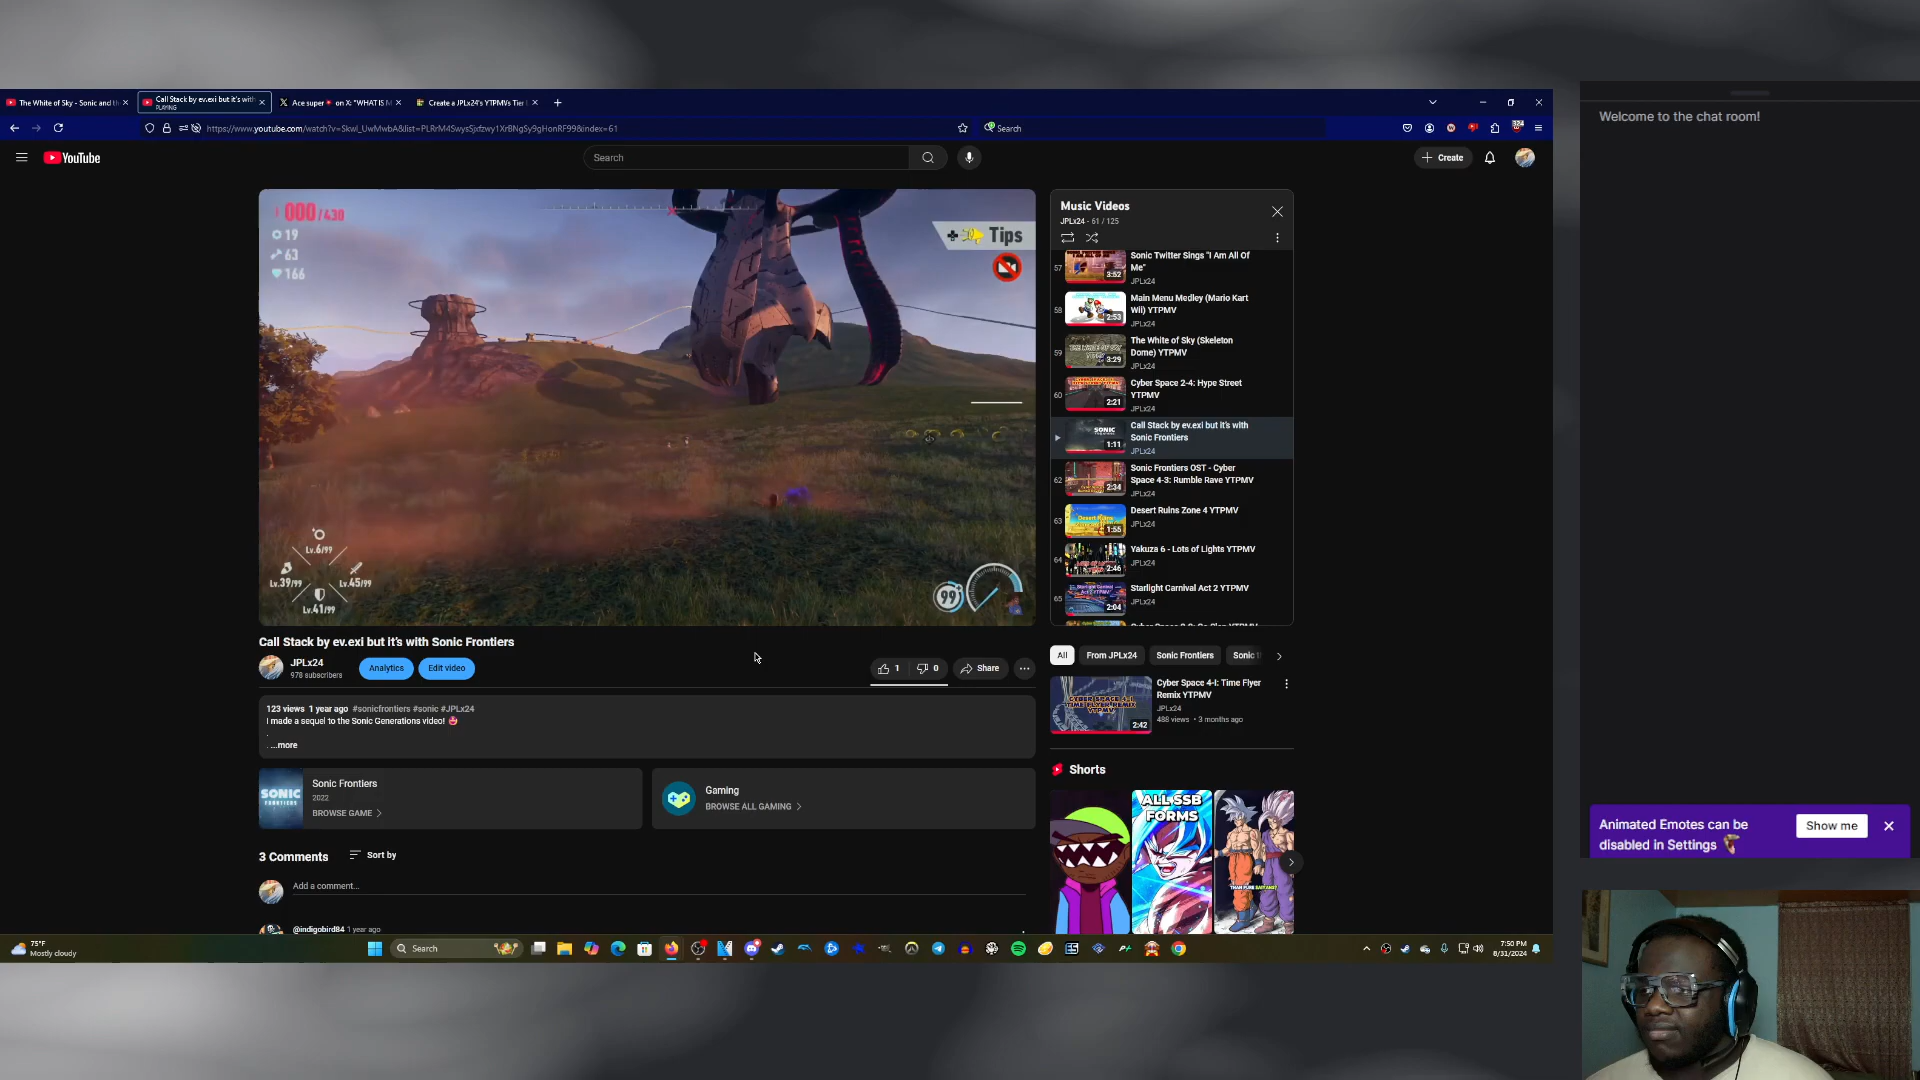 The White of Sky - Sonic and th
Call Stack by ev.exi but it's with
PLAYING
Ace super on X: "WHAT IS M
Create a JPLx24's YTPMVs Tier
Search
YouTube
Search
Create
000/430
19
63
166
Tips
Lv.6/99
Lv.39/99
Lv.45/99
Lv.41/99
99
Music Videos
JPLx24 - 61 / 125
57
3:52
Sonic Twitter Sings "I Am All Of
Me"
JPLx24
58
2:53
Main Menu Medley (Mario Kart
Wii) YTPMV
JPLx24
59
3:29
The White of Sky (Skeleton
Dome) YTPMV
JPLx24
60
2:21
Cyber Space 2-4: Hype Street
YTPMV
JPLx24
SONIC
1:11
Call Stack by ev.exi but it's with
Sonic Frontiers
JPLx24
62
2:34
Sonic Frontiers OST - Cyber
Space 4-3: Rumble Rave YTPMV
JPLx24
63
1:55
Desert Ruins Zone 4 YTPMV
JPLx24
64
2:46
Yakuza 6 - Lots of Lights YTPMV
JPLx24
65
2:04
Starlight Carnival Act 2 YTPMV
JPLx24
Call Stack by ev.exi but it's with Sonic Frontiers
JPLx24
978 subscribers
Analytics
Edit video
1
0
Share
123 views 1 year ago #sonicfrontiers #sonic #JPLx24
I made a sequel to the Sonic Generations video!
.
. ...more
SONIC
Sonic Frontiers
2022
BROWSE GAME
Gaming
BROWSE ALL GAMING
3 Comments
Sort by
Add a comment...
@indigobird84 1 year ago
All
From JPLx24
Sonic Frontiers
Sonic t
CYBER SPACE 4-I:
TIME FLYER
REMIX
YTPMV
2:42
Cyber Space 4-I: Time Flyer
Remix YTPMV
JPLx24
488 views • 3 months ago
Shorts
ALL SSB
FORMS
75°F
Mostly cloudy
Search
7:50 PM
8/31/2024
Welcome to the chat room!
Animated Emotes can be
disabled in Settings
Show me